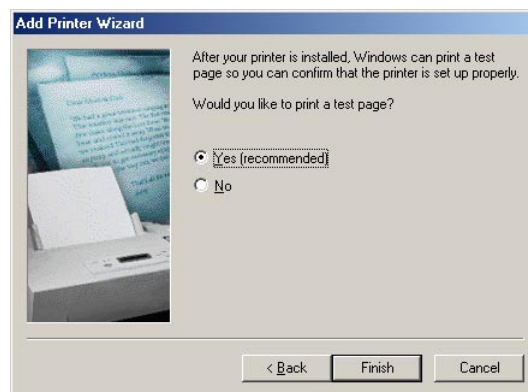 Add Printer Wizard
After your printer is installed, Windows can print a test
page so you can confirm that the printer is set up properly.
Would you like to print a test page?
Yes (recommended)
No
< Back
Finish
Cancel